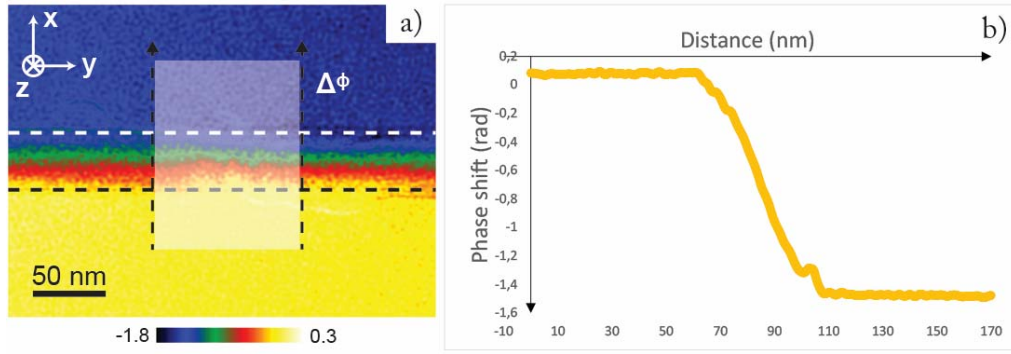 a)
x
y
z
Δϕ
50 nm
-1.8 0.3
b)
Distance (nm)
Phase shift (rad)
0,2
0
-0,2
-0,4
-0,6
-0,8
-1
-1,2
-1,4
-1,6
-10 10 30 50 70 90 110 130 150 170